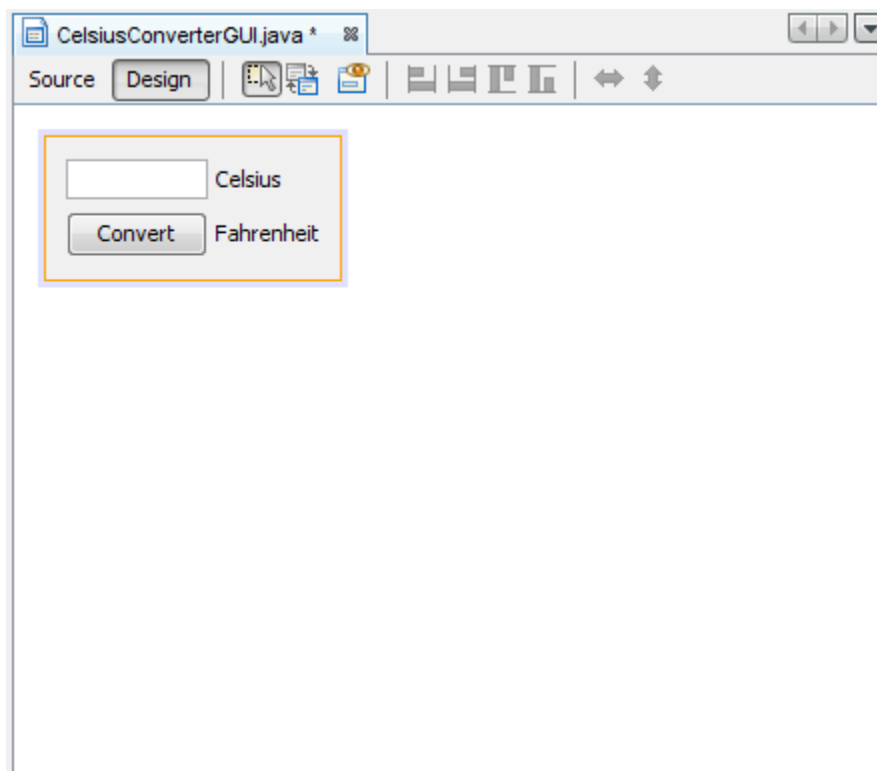 CelsiusConverterGUI.java *
Source Design
Celsius
Convert Fahrenheit